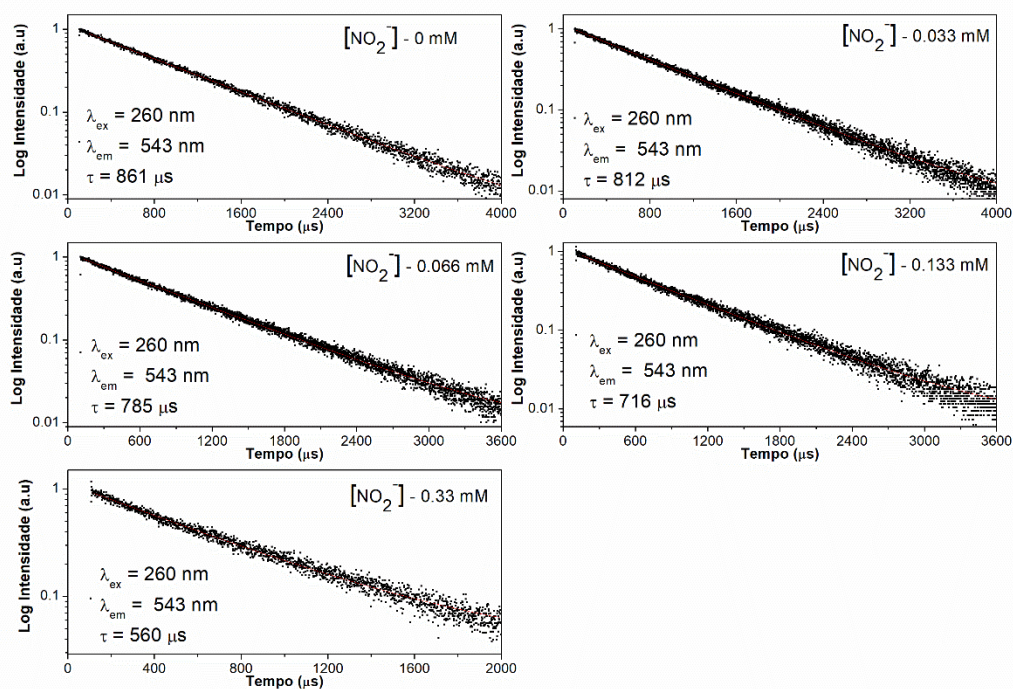 [NO₂⁻] - 0 mM
λex = 260 nm
λem = 543 nm
τ = 861 μs
Log Intensidade (a.u)
1
0.1
0.01
0 800 1600 2400 3200 4000
Tempo (μs)
[NO₂⁻] - 0.033 mM
λex = 260 nm
λem = 543 nm
τ = 812 μs
Log Intensidade (a.u)
1
0.1
0.01
0 800 1600 2400 3200 4000
Tempo (μs)
[NO₂⁻] - 0.066 mM
λex = 260 nm
λem = 543 nm
τ = 785 μs
Log Intensidade (a.u)
1
0.1
0.01
0 600 1200 1800 2400 3000 3600
Tempo (μs)
[NO₂⁻] - 0.133 mM
λex = 260 nm
λem = 543 nm
τ = 716 μs
Log Intensidade (a.u)
1
0.1
0.01
0 600 1200 1800 2400 3000 3600
Tempo (μs)
[NO₂⁻] - 0.33 mM
λex = 260 nm
λem = 543 nm
τ = 560 μs
Log Intensidade (a.u)
1
0.1
0 400 800 1200 1600 2000
Tempo (μs)